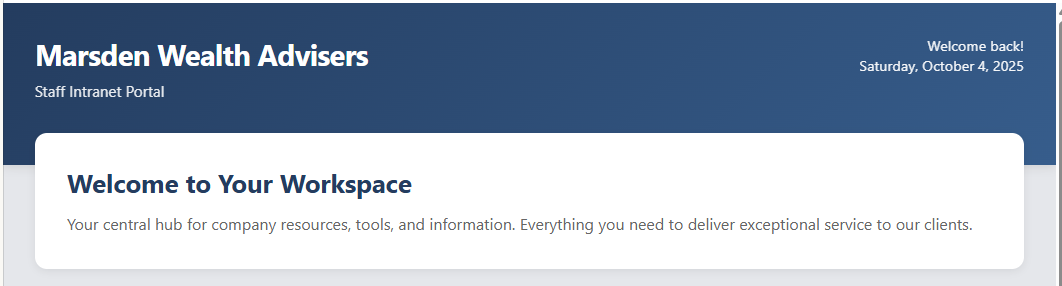 Marsden Wealth Advisers
Staff Intranet Portal
Welcome back!
Saturday, October 4, 2025
Welcome to Your Workspace
Your central hub for company resources, tools, and information. Everything you need to deliver exceptional service to our clients.